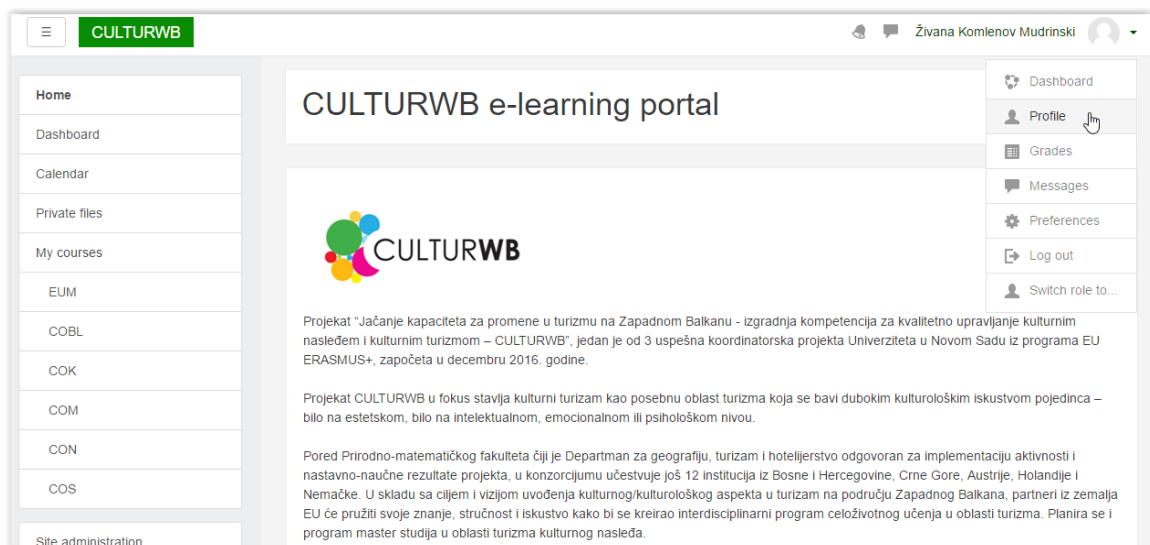 CULTURWB
Živana Komlenov Mudrinski
Home
Dashboard
Calendar
Private files
My courses
EUM
COBL
COK
COM
CON
COS
Site administration
CULTURWB e-learning portal
Dashboard
Profile
Grades
Messages
Preferences
Log out
Switch role to...
CULTURWB
Projekat “Jačanje kapaciteta za promene u turizmu na Zapadnom Balkanu - izgradnja kompetencija za kvalitetno upravljanje kulturnim
nasleđem i kulturnim turizmom – CULTURWB”, jedan je od 3 uspešna koordinatorska projekta Univerziteta u Novom Sadu iz programa EU
ERASMUS+, započeta u decembru 2016. godine.
Projekat CULTURWB u fokus stavlja kulturni turizam kao posebnu oblast turizma koja se bavi dubokim kulturološkim iskustvom pojedinca –
bilo na estetskom, bilo na intelektualnom, emocionalnom ili psihološkom nivou.
Pored Prirodno-matematičkog fakulteta čiji je Departman za geografiju, turizam i hotelijerstvo odgovoran za implementaciju aktivnosti i
nastavno-naučne rezultate projekta, u konzorcijumu učestvuje još 12 institucija iz Bosne i Hercegovine, Crne Gore, Austrije, Holandije i
Nemačke. U skladu sa ciljem i vizijom uvođenja kulturnog/kulturološkog aspekta u turizam na području Zapadnog Balkana, partneri iz zemalja
EU će pružiti svoje znanje, stručnost i iskustvo kako bi se kreirao interdisciplinarni program celoživotnog učenja u oblasti turizma. Planira se i
program master studija u oblasti turizma kulturnog nasleđa.